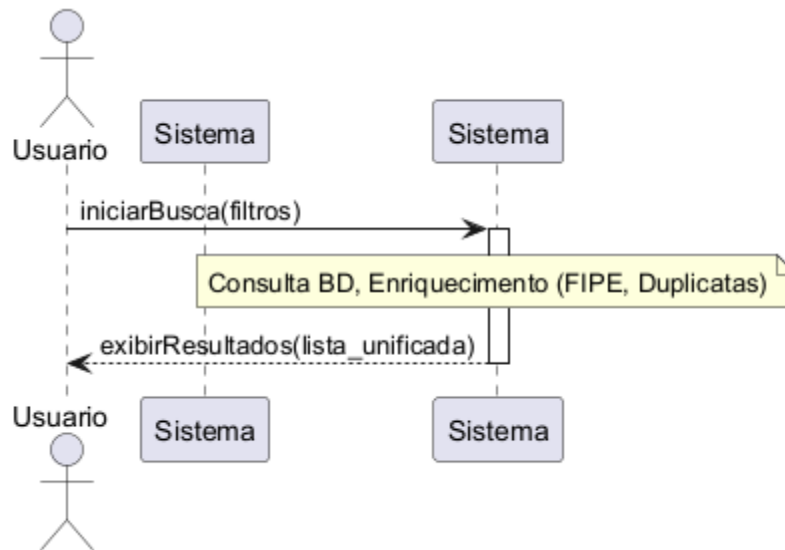 Usuario
Sistema
Sistema
iniciarBusca(filtros)
Consulta BD, Enriquecimento (FIPE, Duplicatas)
exibirResultados(lista_unificada)
Usuario
Sistema
Sistema